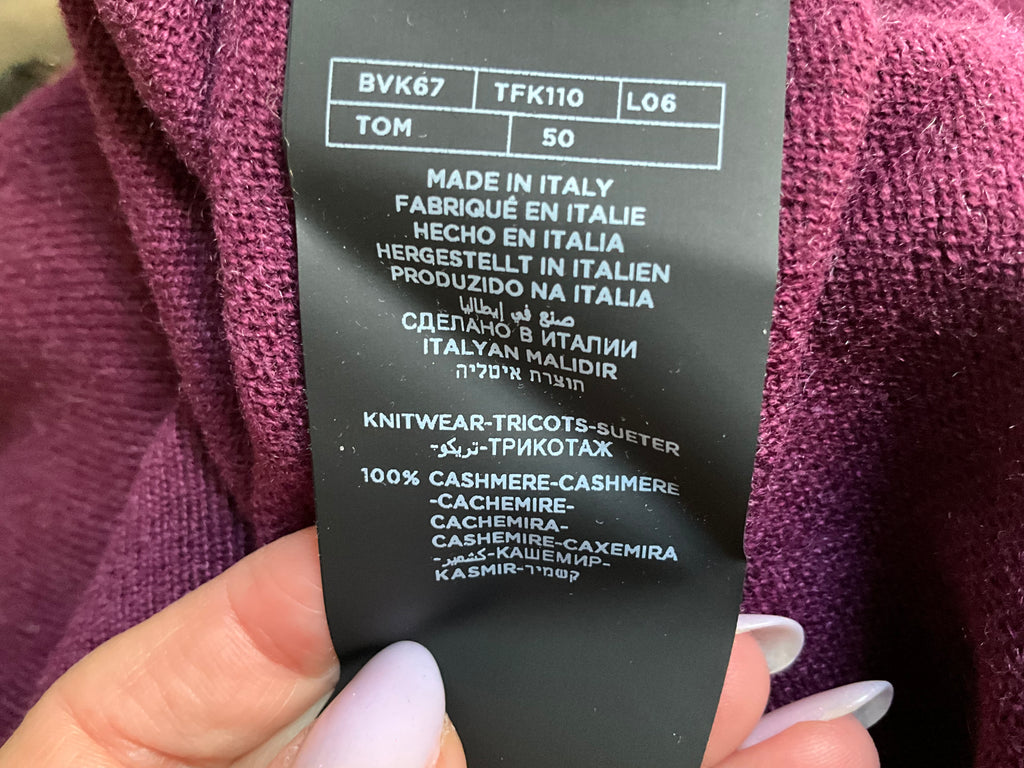 BVK67 TFK110 L06
TOM 50
MADE IN ITALY
FABRIQUÉ EN ITALIE
HECHO EN ITALIA
HERGESTELLT IN ITALIEN
PRODUZIDO NA ITALIA
صنع في إيطاليا
СДЕЛАНО В ИТАЛИИ
ITALYAN MALIDIR
תוצרת איטליה
KNITWEAR-TRICOTS-SUETER
-تريكو-ТРИКОТАЖ
100% CASHMERE-CASHMERE
-CACHEMIRE-
CACHEMIRA-
CASHEMIRE-CAXEMIRA
-كشمير-КАШЕМИР-
KASMIR-קשמיר